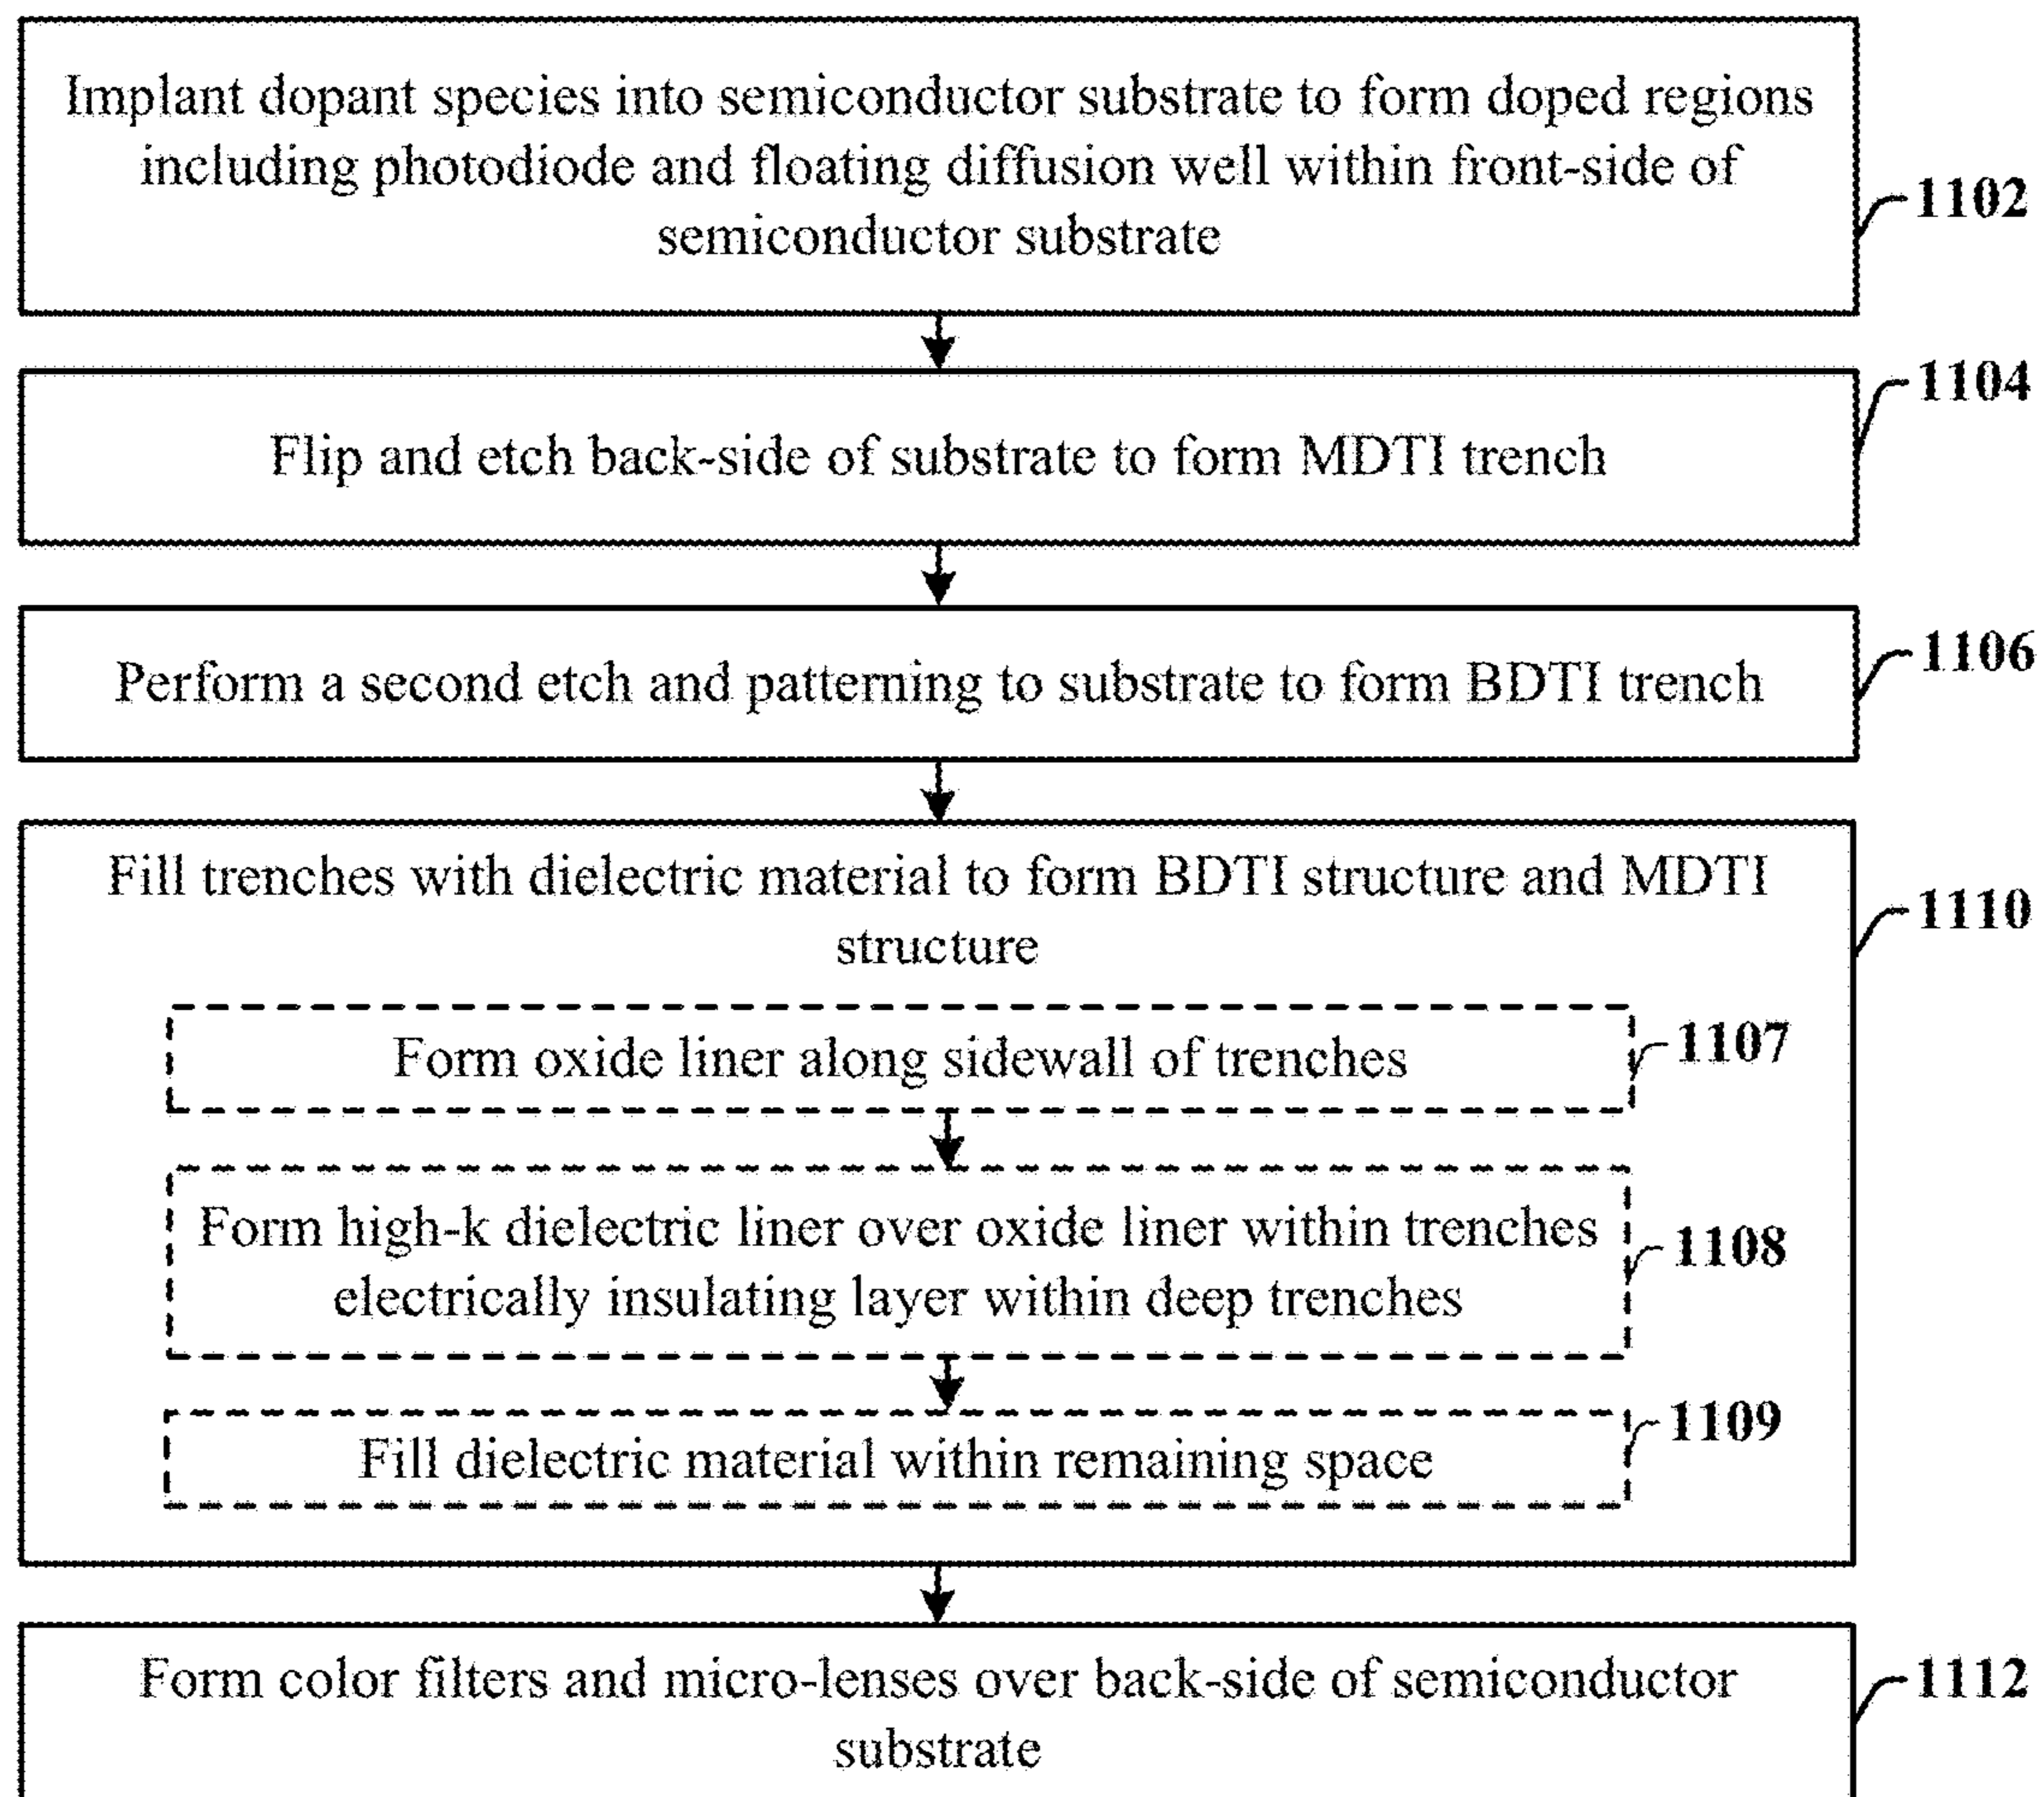 Implant dopant species into semiconductor substrate to form doped regions
including photodiode and floating diffusion well within front-side of
semiconductor substrate
1102
1104
Flip and etch back-side of substrate to form MDTI trench
1106
Perform a second etch and patterning to substrate to form BDTI trench
Fill trenches with dielectric material to form BDTI structure and MDTI
structure
1110
Form oxide liner along sidewall of trenches
1107
Form high-k dielectric liner over oxide liner within trenches
electrically insulating layer within deep trenches
1108
1109
Fill dielectric material within remaining space
Form color filters and micro-lenses over back-side of semiconductor
substrate
1112